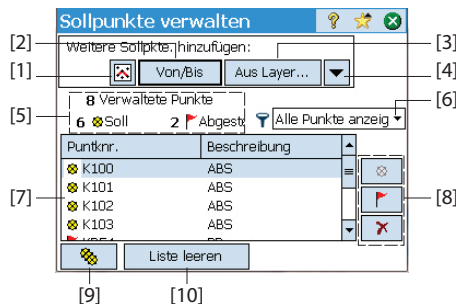 Sollpunkte verwalten
[2]
[3]
Weitere Sollpkte. hinzufügen:
[1]
Von/Bis
Aus Layer...
[4]
8 Verwaltete Punkte
[6]
[5]
6 Soll
2 Abgest
Alle Punkte anzeig
Punktnr.
Beschreibung
K100 ABS
K101 ABS
[7]
K102 ABS
[8]
K103 ABS
Liste leeren
[9]
[10]